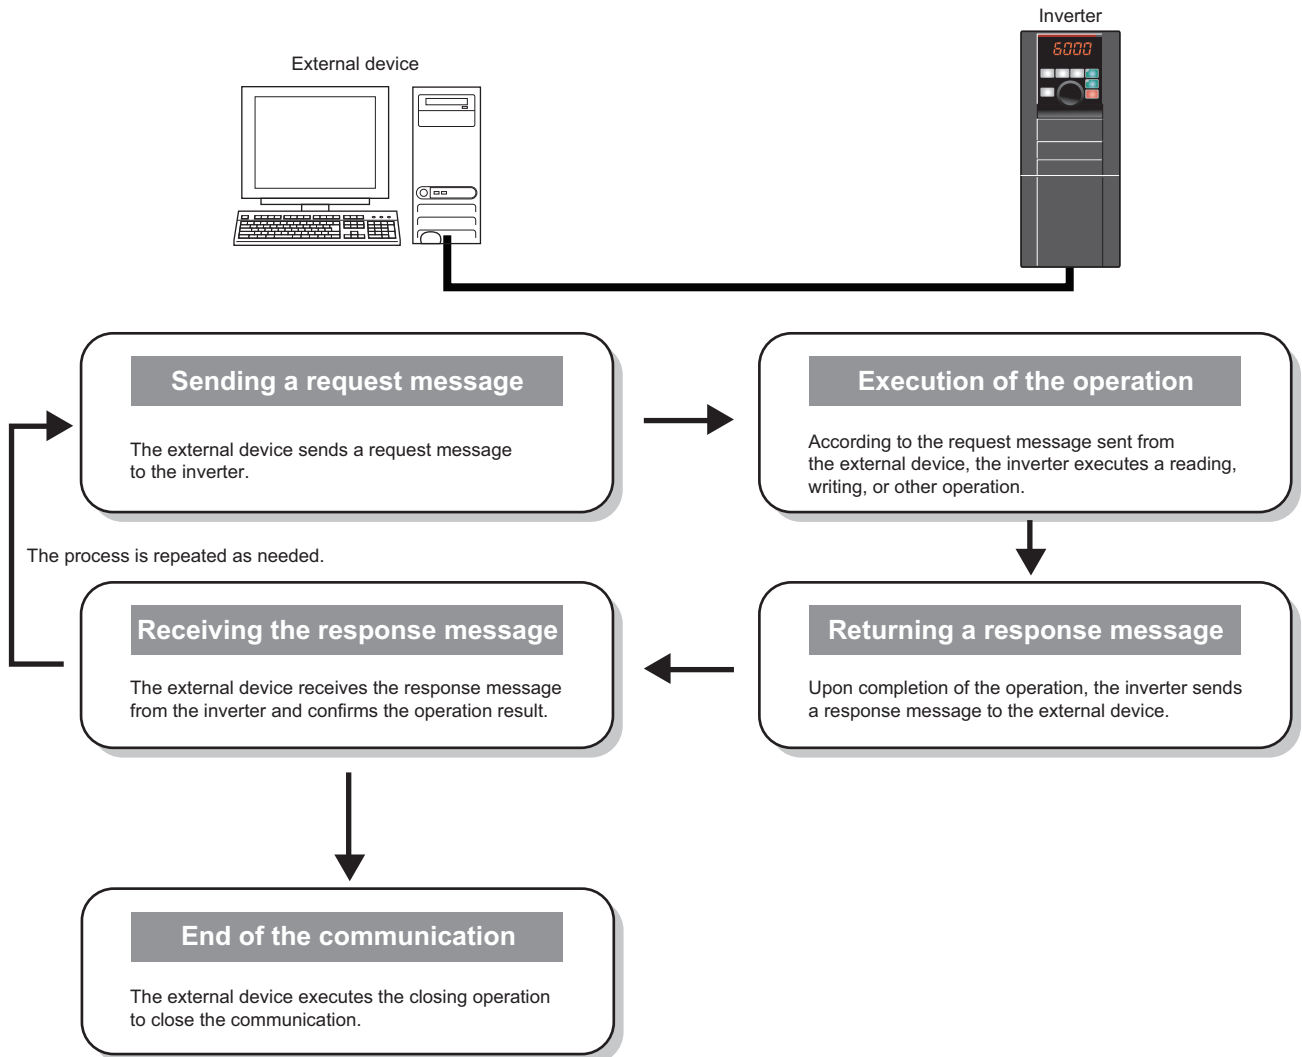 Inverter
6000
External device
Sending a request message
The external device sends a request message
to the inverter.
Execution of the operation
According to the request message sent from
the external device, the inverter executes a reading,
writing, or other operation.
The process is repeated as needed.
Receiving the response message
The external device receives the response message
from the inverter and confirms the operation result.
Returning a response message
Upon completion of the operation, the inverter sends
a response message to the external device.
End of the communication
The external device executes the closing operation
to close the communication.